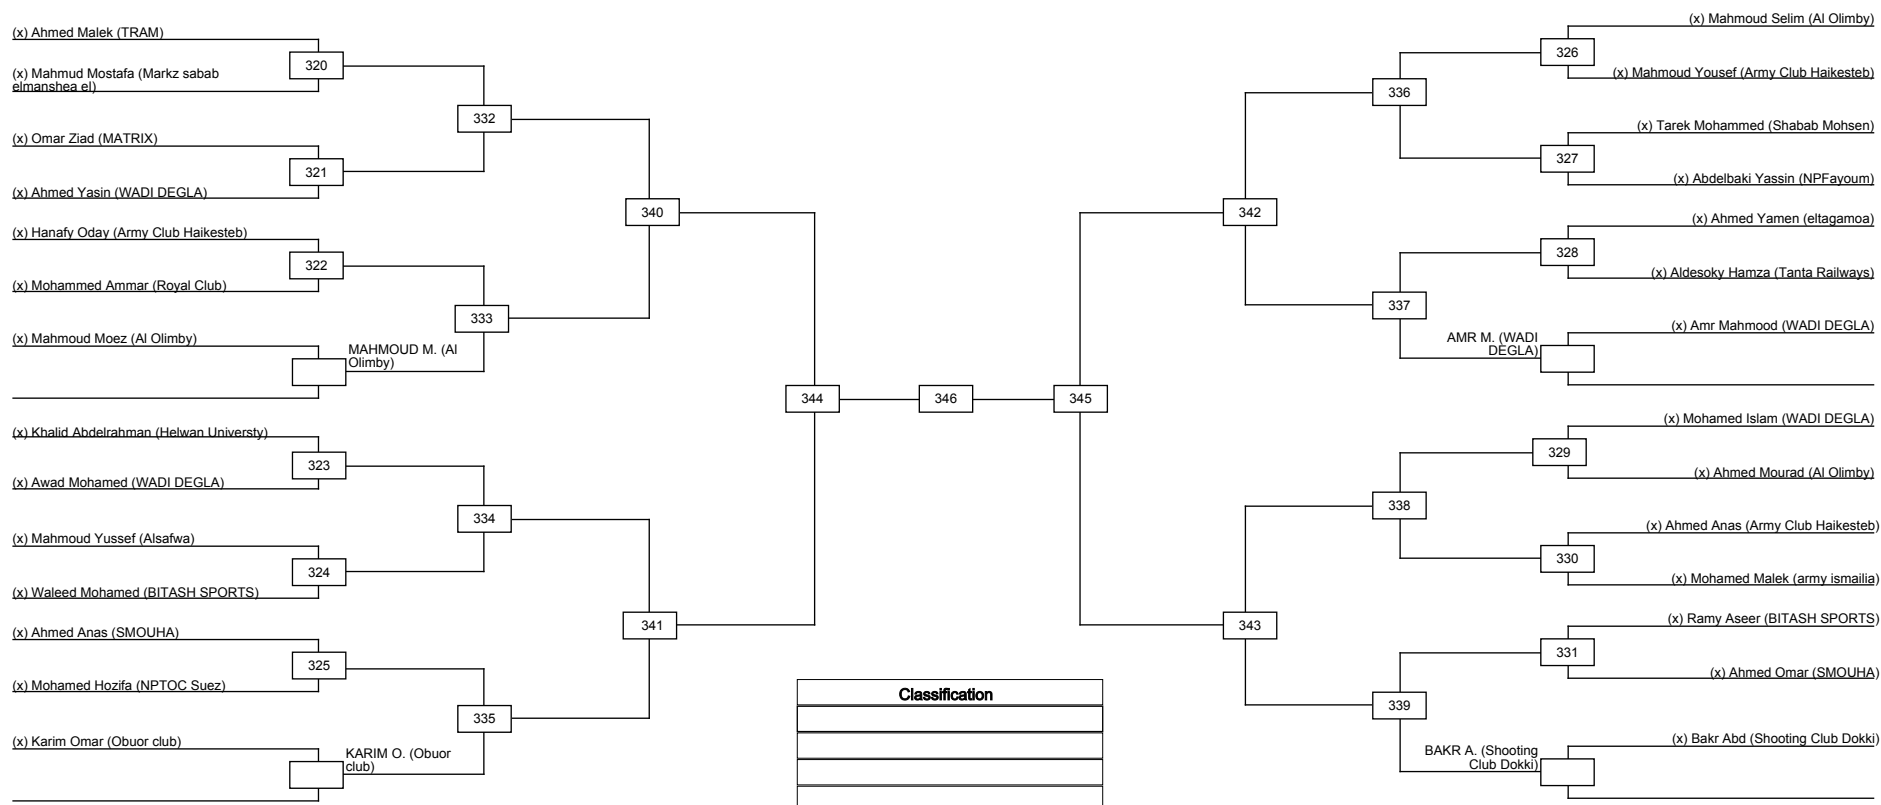 (x) Ahmed Malek (TRAM)
320
(x) Mahmud Mostafa (Markz sabab
elmanshea el)
332
(x) Omar Ziad (MATRIX)
321
(x) Ahmed Yasin (WADI DEGLA)
340
(x) Hanafy Oday (Army Club Haikesteb)
322
(x) Mohammed Ammar (Royal Club)
333
(x) Mahmoud Moez (Al Olimby)
MAHMOUD M. (Al
Olimby)
344
346
345
(x) Khalid Abdelrahman (Helwan Universty)
323
(x) Awad Mohamed (WADI DEGLA)
334
(x) Mahmoud Yussef (Alsafwa)
324
(x) Waleed Mohamed (BITASH SPORTS)
341
(x) Ahmed Anas (SMOUHA)
325
(x) Mohamed Hozifa (NPTOC Suez)
335
(x) Karim Omar (Obuor club)
KARIM O. (Obuor
club)
(x) Mahmoud Selim (Al Olimby)
326
(x) Mahmoud Yousef (Army Club Haikesteb)
336
(x) Tarek Mohammed (Shabab Mohsen)
327
(x) Abdelbaki Yassin (NPFayoum)
342
(x) Ahmed Yamen (eltagamoa)
328
(x) Aldesoky Hamza (Tanta Railways)
337
(x) Amr Mahmood (WADI DEGLA)
AMR M. (WADI
DEGLA)
(x) Mohamed Islam (WADI DEGLA)
329
(x) Ahmed Mourad (Al Olimby)
338
(x) Ahmed Anas (Army Club Haikesteb)
330
(x) Mohamed Malek (army ismailia)
343
(x) Ramy Aseer (BITASH SPORTS)
331
(x) Ahmed Omar (SMOUHA)
339
(x) Bakr Abd (Shooting Club Dokki)
BAKR A. (Shooting
Club Dokki)
Classification